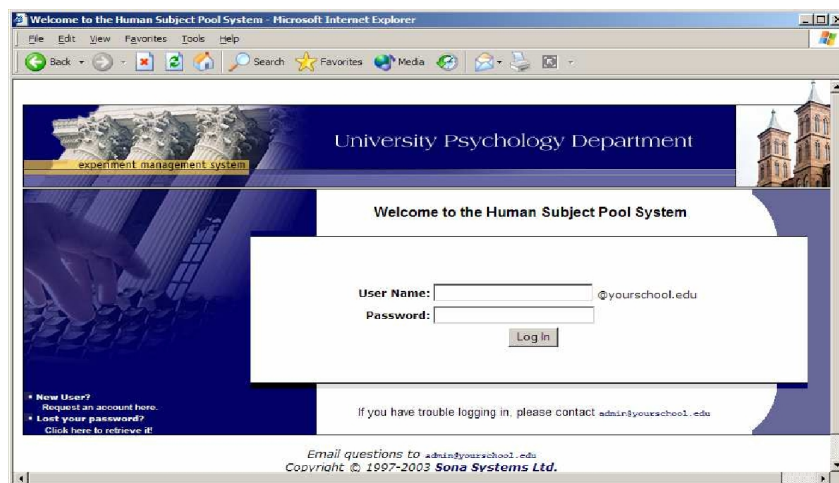 Welcome to the Human Subject Pool System - Microsoft Internet Explorer
File Edit View Favorites Tools Help
Back Search Favorites Media
University Psychology Department
experiment management system
Welcome to the Human Subject Pool System
User Name: @yourschool.edu
Password:
Log In
• New User?
Request an account here.
• Lost your password?
Click here to retrieve it!
If you have trouble logging in, please contact admin@yourschool.edu
Email questions to admin@yourschool.edu
Copyright © 1997-2003 Sona Systems Ltd.